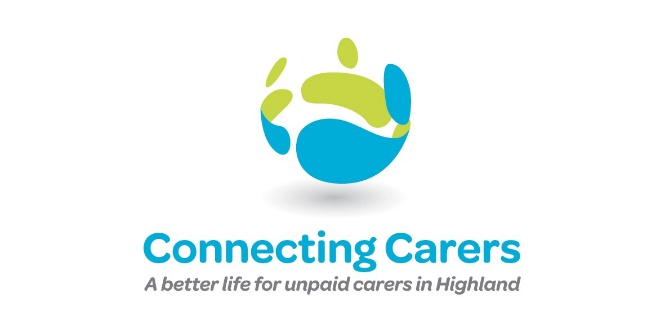 Connecting Carers
A better life for unpaid carers in Highland